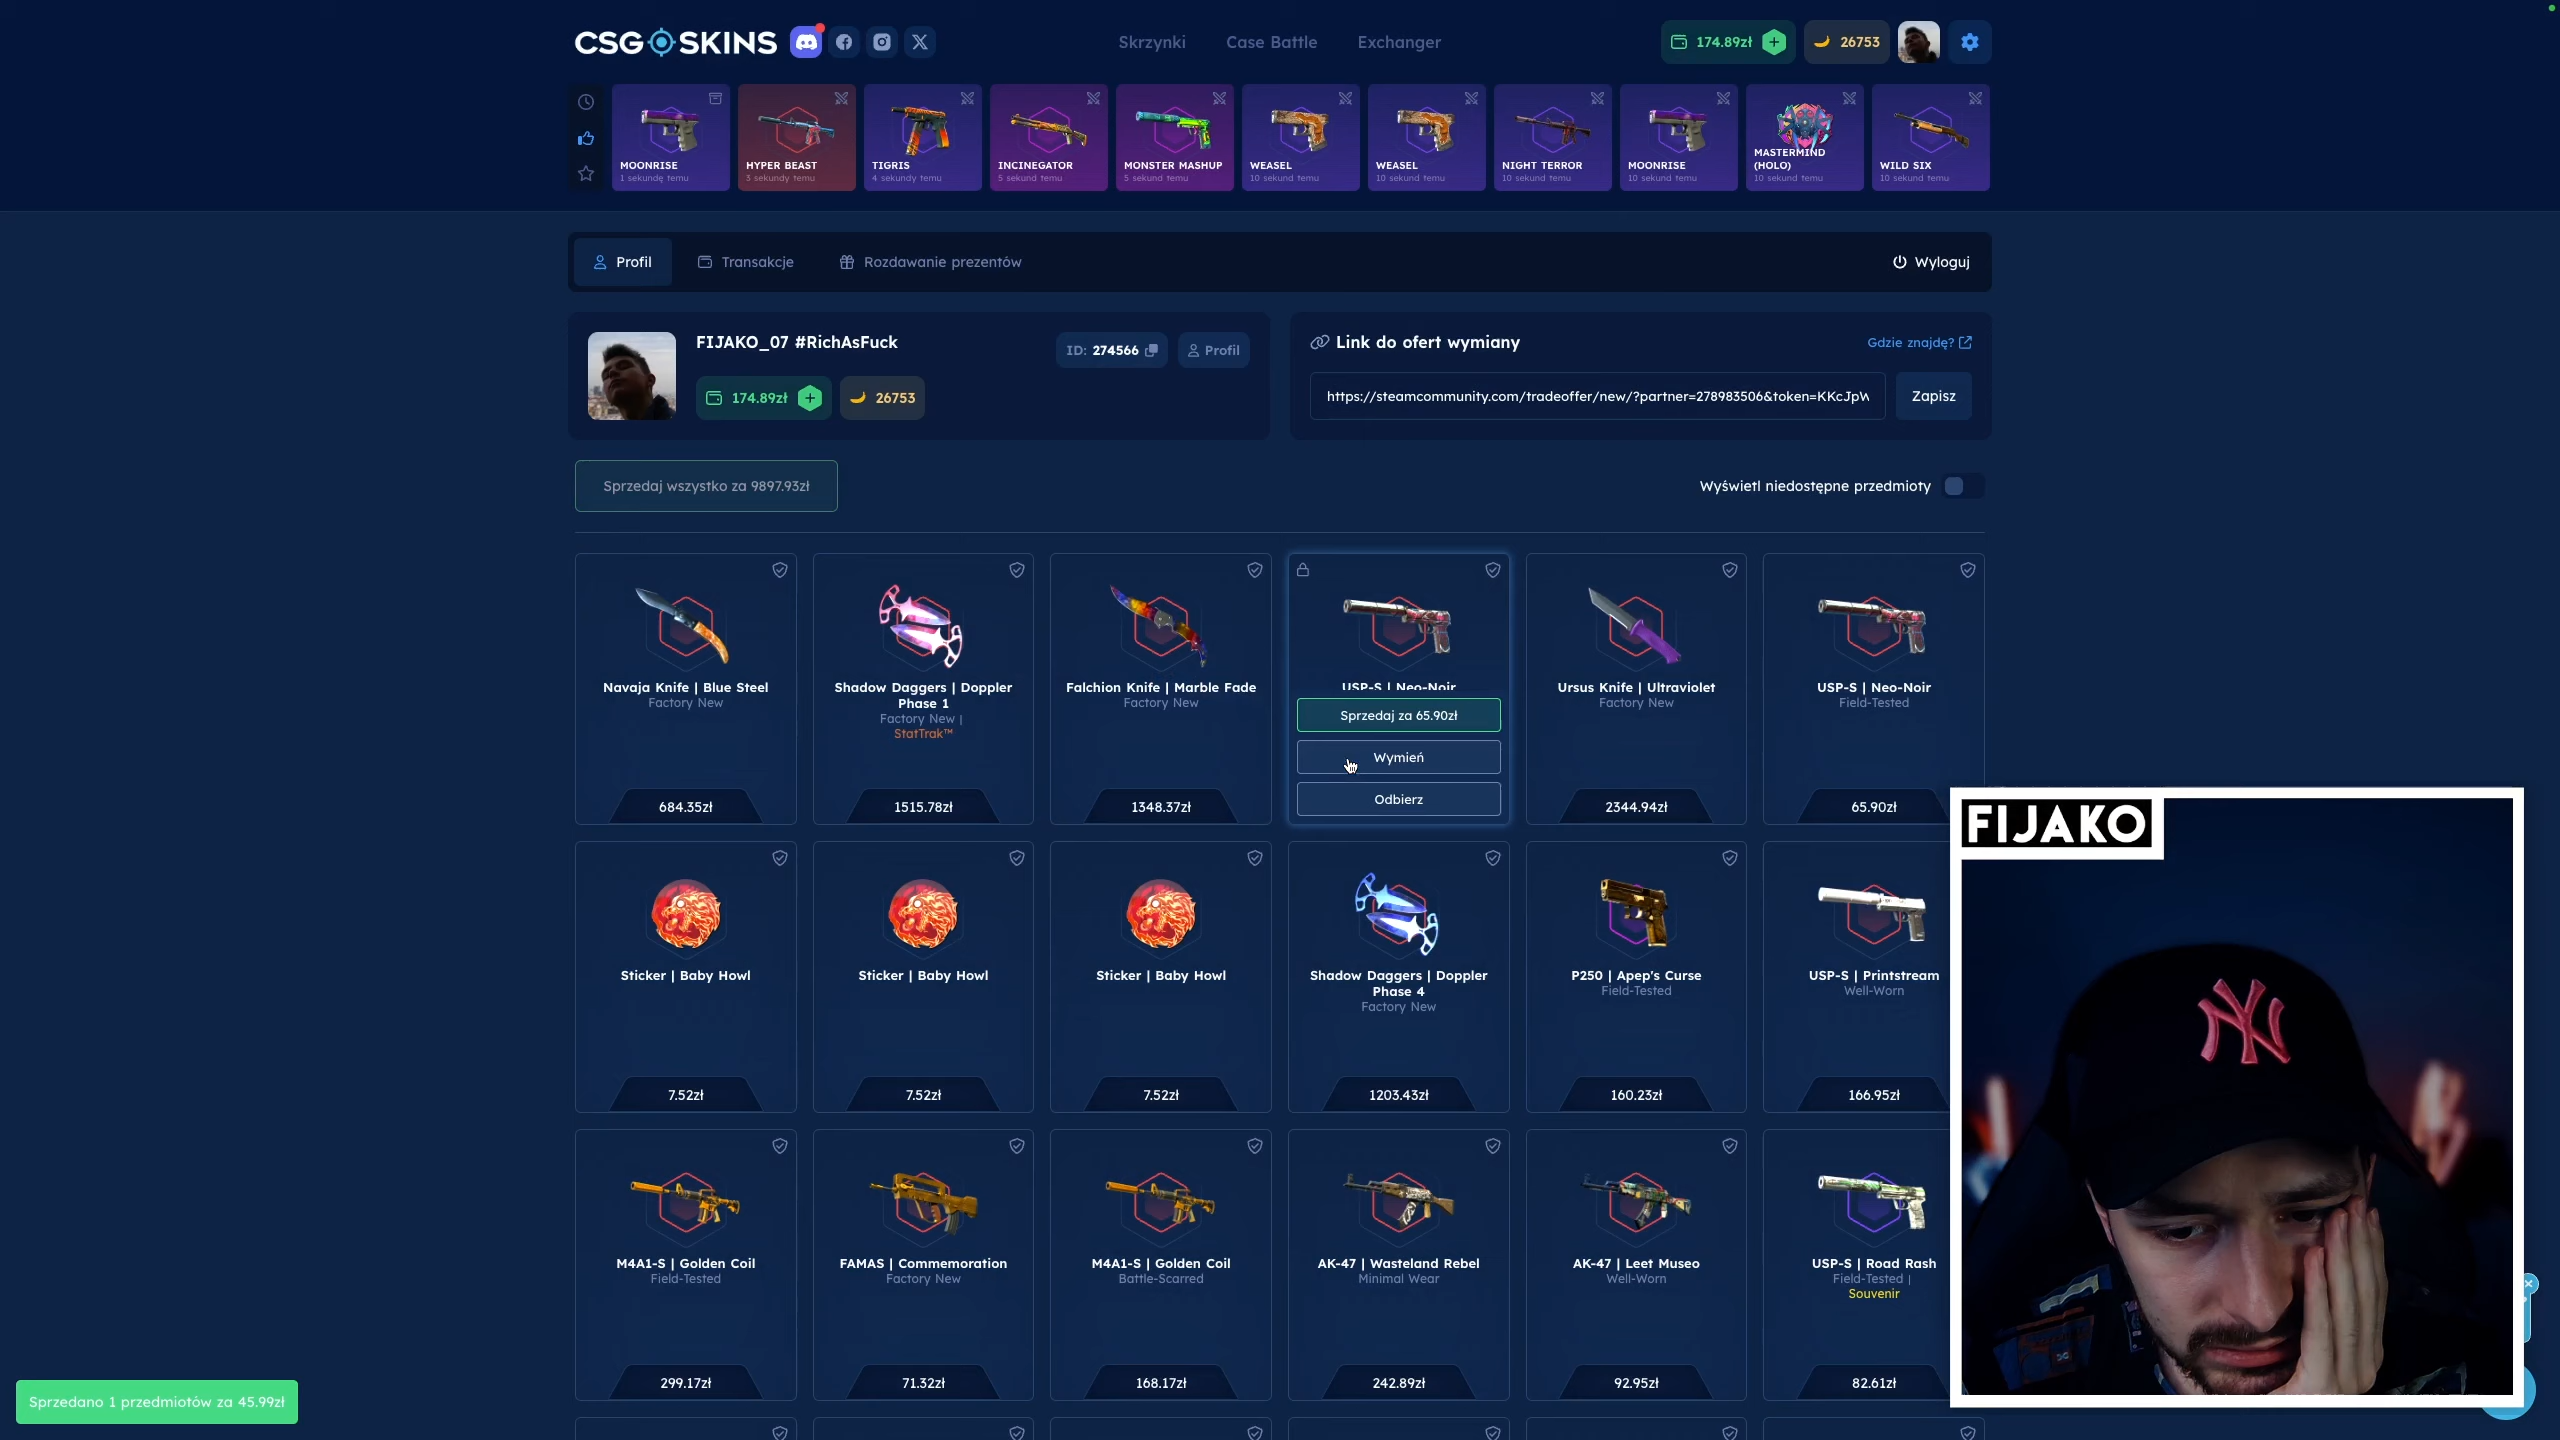 CSG SKINS
Skrzynki
Case Battle
Exchanger
174.89zł
26753
MOONRISE
1 sekundę temu
HYPER BEAST
3 sekundy temu
TIGRIS
4 sekundy temu
INCINEGATOR
5 sekund temu
MONSTER MASHUP
5 sekund temu
WEASEL
10 sekund temu
WEASEL
10 sekund temu
NIGHT TERROR
10 sekund temu
MOONRISE
10 sekund temu
MASTERMIND
(HOLO)
10 sekund temu
WILD SIX
10 sekund temu
Profil
Transakcje
Rozdawanie prezentów
Wyloguj
FIJAKO_07 #RichAsFuck
ID: 274566
Profil
174.89zł
26753
Link do ofert wymiany
Gdzie znajdę?
https://steamcommunity.com/tradeoffer/new/?partner=278983506&token=KKcJpW
Zapisz
Sprzedaj wszystko za 9897.93zł
Wyświetl niedostępne przedmioty
Navaja Knife | Blue Steel
Factory New
684.35zł
Shadow Daggers | Doppler
Phase 1
Factory New |
StatTrak™
1515.78zł
Falchion Knife | Marble Fade
Factory New
1348.37zł
USP-S | Neo-Noir
Sprzedaj za 65.90zł
Wymień
Odbierz
Ursus Knife | Ultraviolet
Factory New
2344.94zł
USP-S | Neo-Noir
Field-Tested
65.90zł
Sticker | Baby Howl
7.52zł
Sticker | Baby Howl
7.52zł
Sticker | Baby Howl
7.52zł
Shadow Daggers | Doppler
Phase 4
Factory New
1203.43zł
P250 | Apep's Curse
Field-Tested
160.23zł
USP-S | Printstream
Well-Worn
166.95zł
M4A1-S | Golden Coil
Field-Tested
299.17zł
FAMAS | Commemoration
Factory New
71.32zł
M4A1-S | Golden Coil
Battle-Scarred
168.17zł
AK-47 | Wasteland Rebel
Minimal Wear
242.89zł
AK-47 | Leet Museo
Well-Worn
92.95zł
USP-S | Road Rash
Field-Tested |
Souvenir
82.61zł
FIJAKO
NY
Sprzedano 1 przedmiotów za 45.99zł